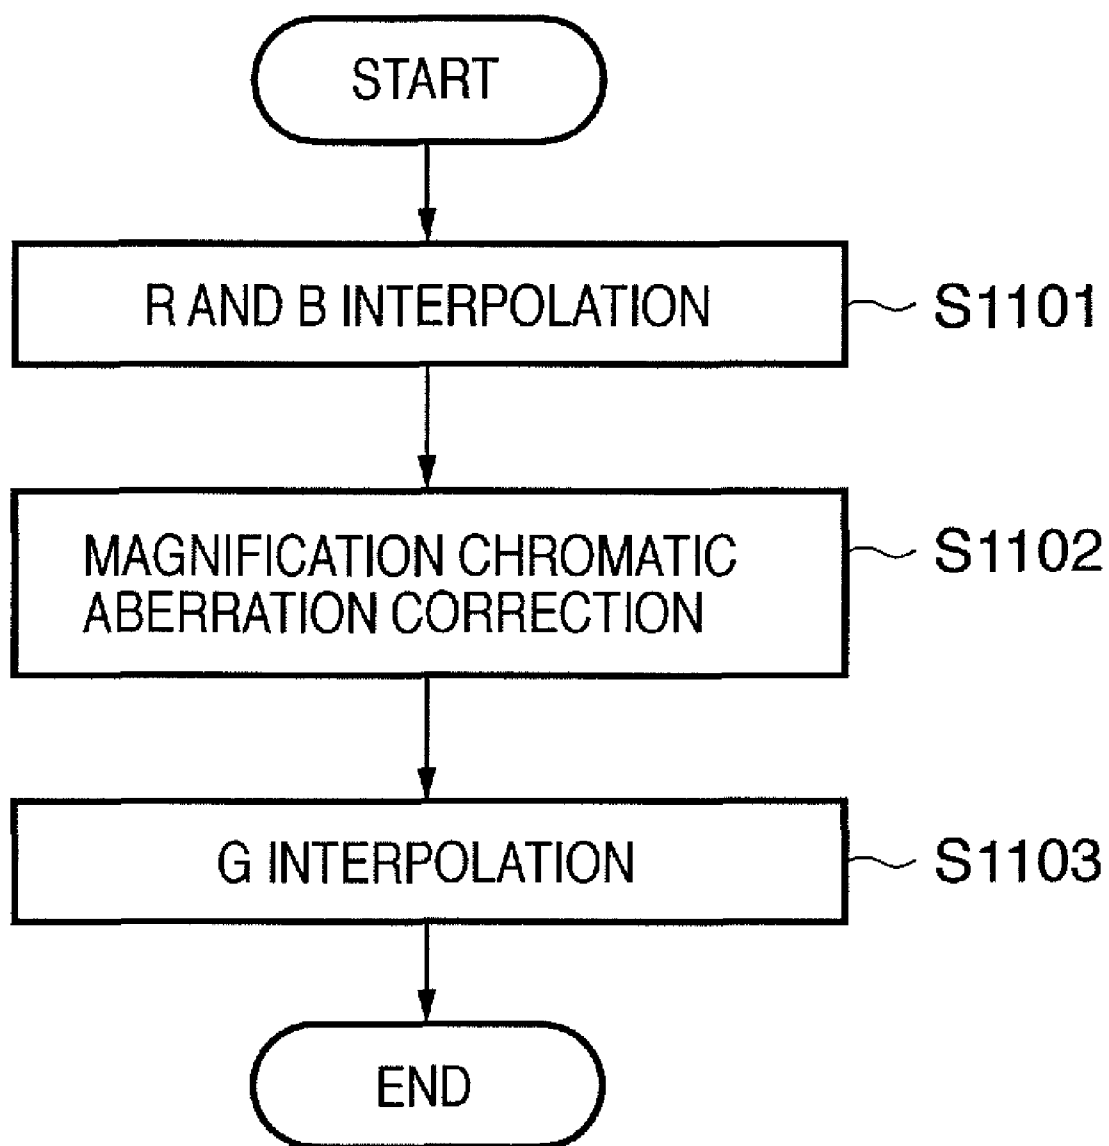 START
R AND B INTERPOLATION
S1101
MAGNIFICATION CHROMATIC
ABERRATION CORRECTION
S1102
G INTERPOLATION
S1103
END